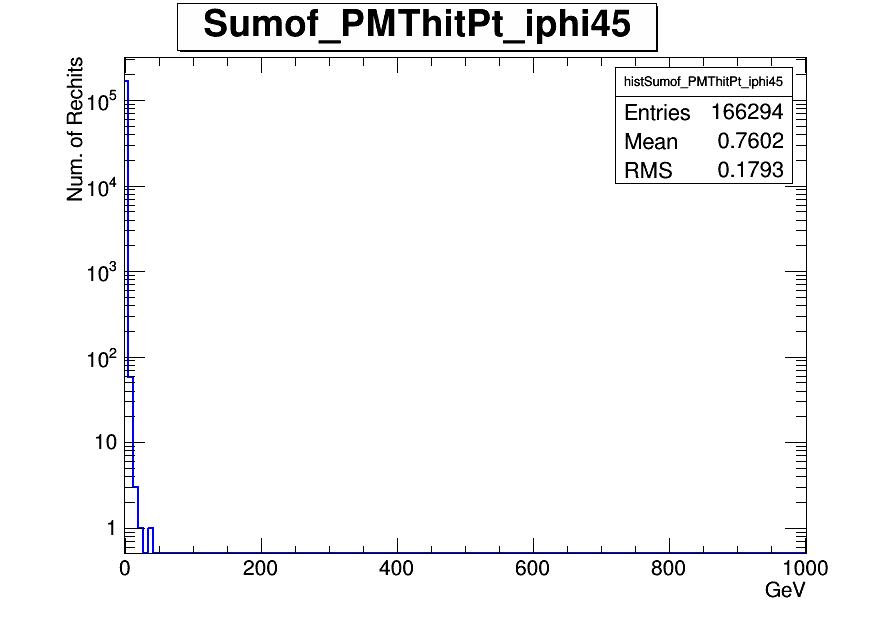 Sumof_PMThitPt_iphi45
histSumof_PMThitPt_iphi45
Entries 166294
Mean 0.7602
RMS 0.1793
Num. of Rechits
10⁵
10⁴
10³
10²
10
1
0 200 400 600 800 1000
GeV